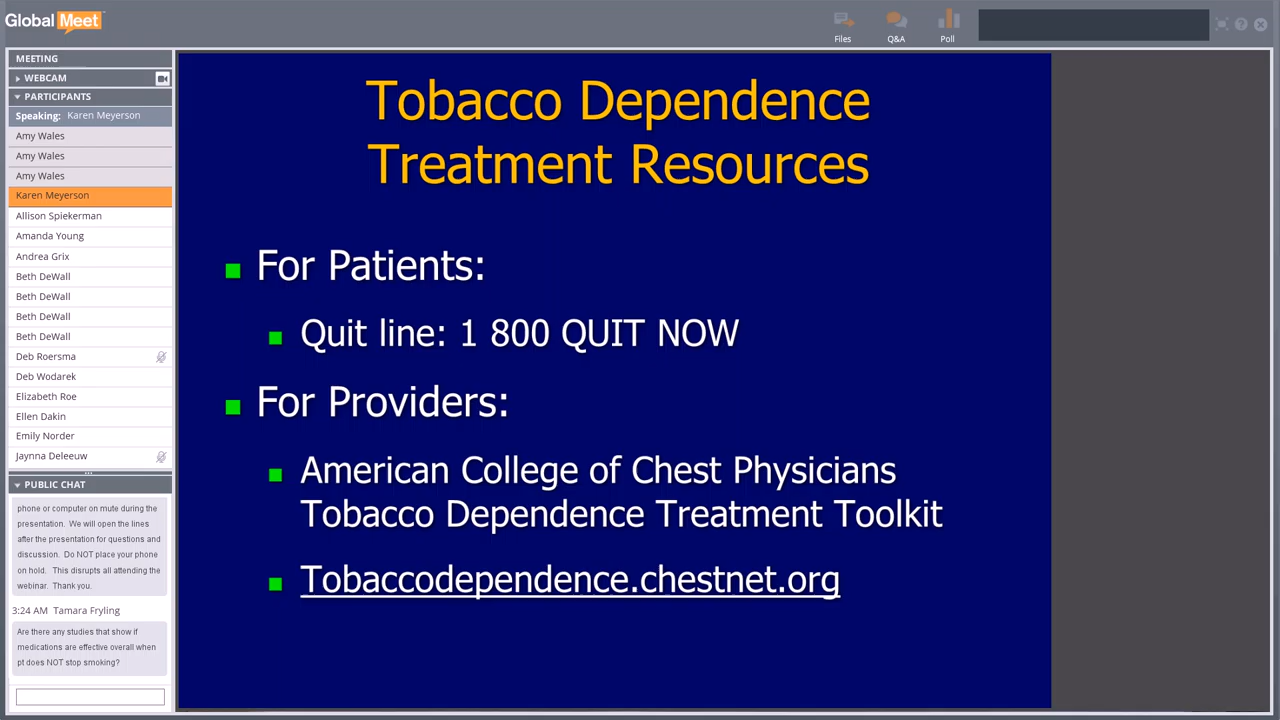 Global Meet
Files
Q&A
Poll
MEETING
WEBCAM
PARTICIPANTS
Speaking: Karen Meyerson
Amy Wales
Amy Wales
Amy Wales
Karen Meyerson
Allison Spiekerman
Amanda Young
Andrea Grix
Beth DeWall
Beth DeWall
Beth DeWall
Beth DeWall
Deb Roersma
Deb Wodarek
Elizabeth Roe
Ellen Dakin
Emily Norder
Jaynna Deleeuw
PUBLIC CHAT
phone or computer on mute during the
presentation. We will open the lines
after the presentation for questions and
discussion. Do NOT place your phone
on hold. This disrupts all attending the
webinar. Thank you.
3:24 AM Tamara Fryling
Are there any studies that show if
medications are effective overall when
pt does NOT stop smoking?
Tobacco Dependence
Treatment Resources
For Patients:
Quit line: 1 800 QUIT NOW
For Providers:
American College of Chest Physicians
Tobacco Dependence Treatment Toolkit
Tobaccodependence.chestnet.org